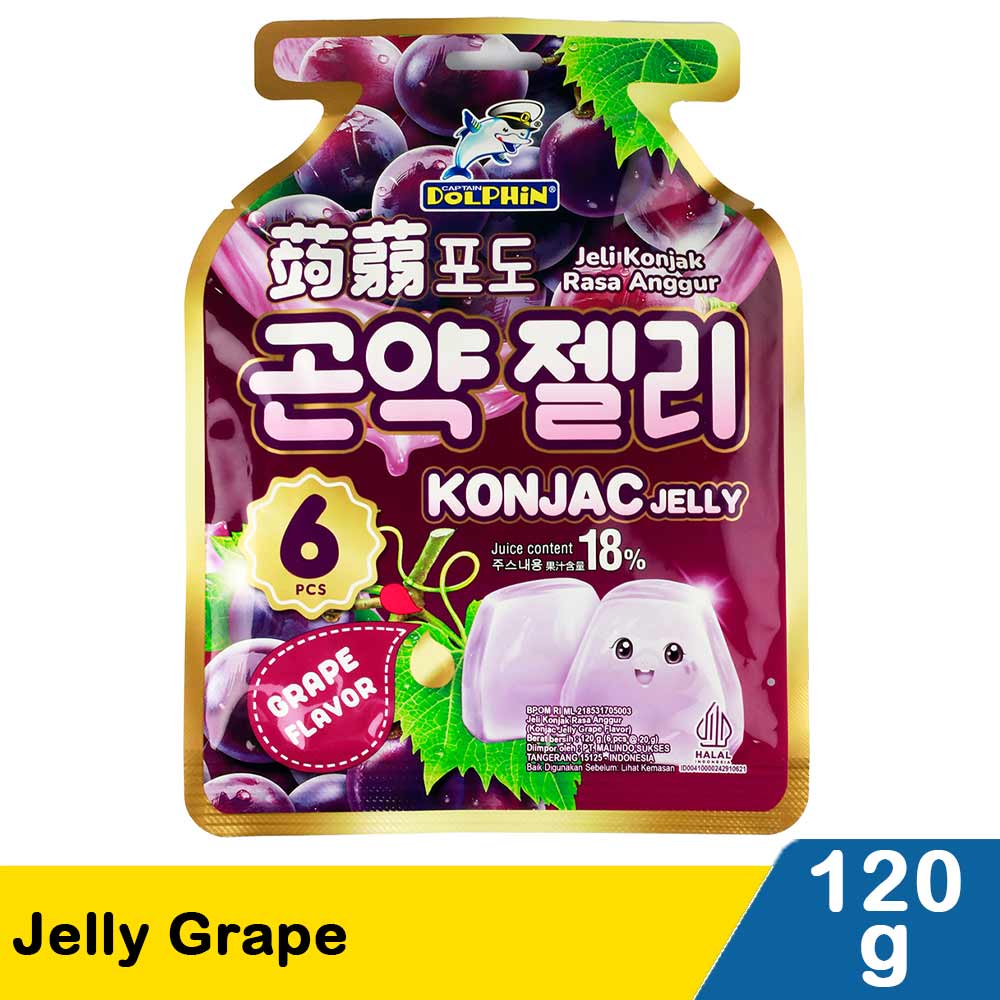 CAPTAIN
DOLPHIN®
蒟蒻 포도
Jeli Konjak
Rasa Anggur
곤약 젤리
KONJAC JELLY
6
PCS
Juice content 18%
주스내용 果汁含量
GRAPE
FLAVOR
BPOM RI ML 218531705003
Jeli Konjak Rasa Anggur
(Konjac Jelly Grape Flavor)
Berat bersih : 120 g (6 pcs @ 20 g)
Diimpor oleh : PT. MALINDO SUKSES
TANGERANG 15125 - INDONESIA
Baik Digunakan Sebelum: Lihat Kemasan
HALAL
INDONESIA
ID00410000242910621
Jelly Grape
120
g